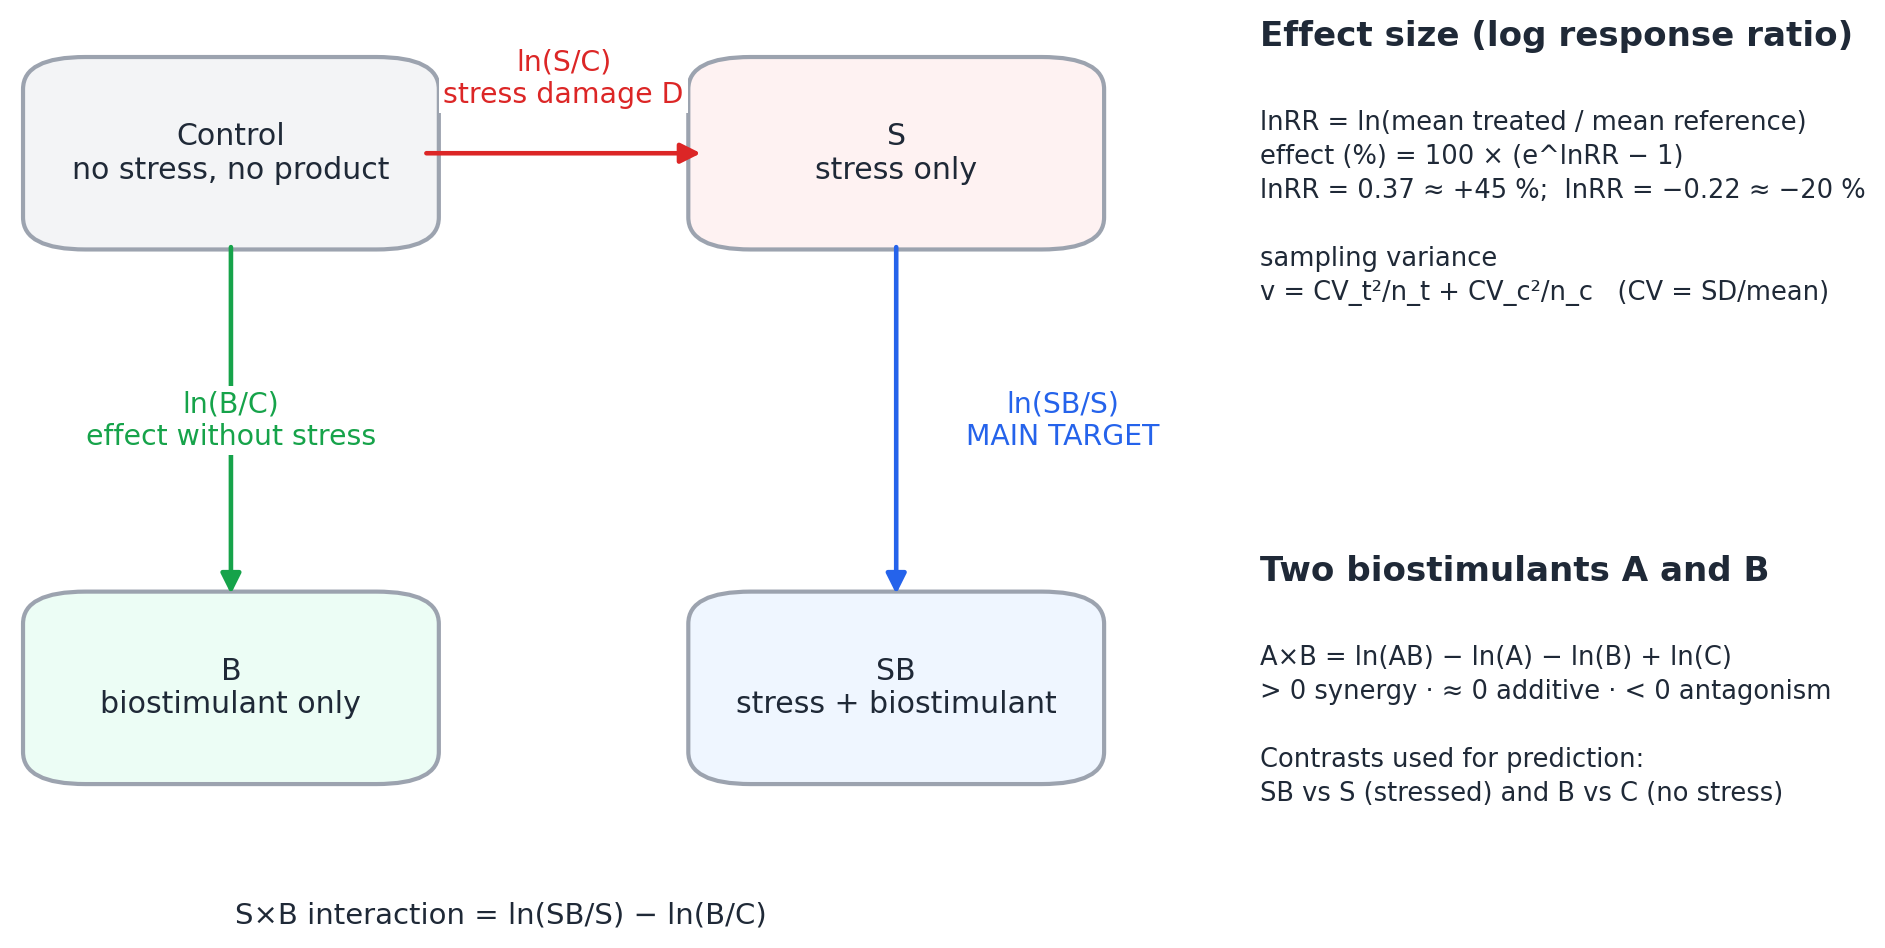 ln(S/C)
stress damage D
Control
no stress, no product
S
stress only
ln(B/C)
effect without stress
ln(SB/S)
MAIN TARGET
B
biostimulant only
SB
stress + biostimulant
S×B interaction = ln(SB/S) − ln(B/C)
Effect size (log response ratio)
lnRR = ln(mean treated / mean reference)
effect (%) = 100 × (e^lnRR − 1)
lnRR = 0.37 ≈ +45 %;  lnRR = −0.22 ≈ −20 %
sampling variance
v = CV_t²/n_t + CV_c²/n_c   (CV = SD/mean)
Two biostimulants A and B
A×B = ln(AB) − ln(A) − ln(B) + ln(C)
> 0 synergy · ≈ 0 additive · < 0 antagonism
Contrasts used for prediction:
SB vs S (stressed) and B vs C (no stress)